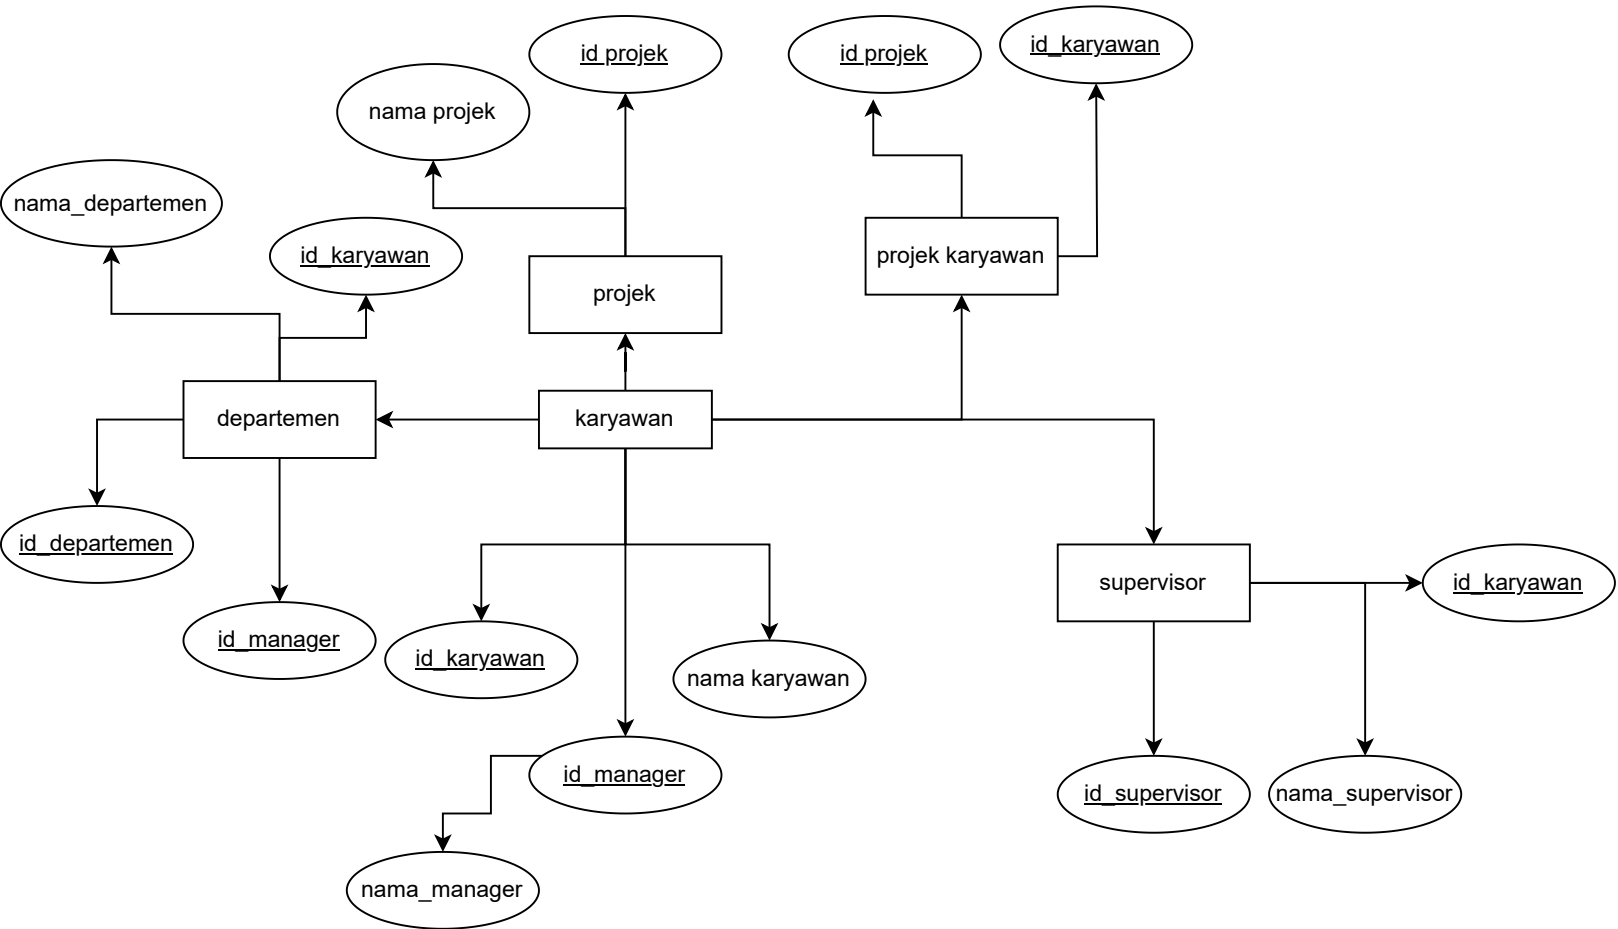 id_karyawan
id projek
id projek
nama projek
nama_departemen
id_karyawan
projek karyawan
projek
departemen
karyawan
id_departemen
supervisor
id_karyawan
id_manager
id_karyawan
nama karyawan
id_manager
id_supervisor
nama_supervisor
nama_manager